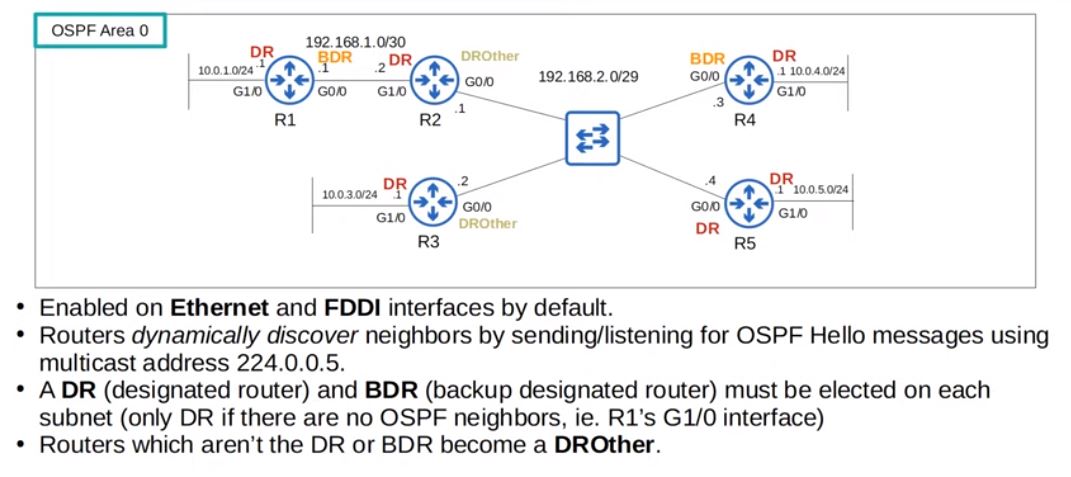 OSPF Area 0
192.168.1.0/30
DR
BDR
DR
DROther
10.0.1.0/24
.1
.1
.2
G1/0
G0/0
G1/0
G0/0
R1
R2
.1
192.168.2.0/29
BDR
DR
G0/0
.1 10.0.4.0/24
G1/0
.3
R4
DR
.2
10.0.3.0/24
.1
G1/0
G0/0
DROther
R3
.4
DR
.1 10.0.5.0/24
G0/0
G1/0
DR
R5
• Enabled on Ethernet and FDDI interfaces by default.
• Routers dynamically discover neighbors by sending/listening for OSPF Hello messages using
multicast address 224.0.0.5.
• A DR (designated router) and BDR (backup designated router) must be elected on each
subnet (only DR if there are no OSPF neighbors, ie. R1's G1/0 interface)
• Routers which aren't the DR or BDR become a DROther.